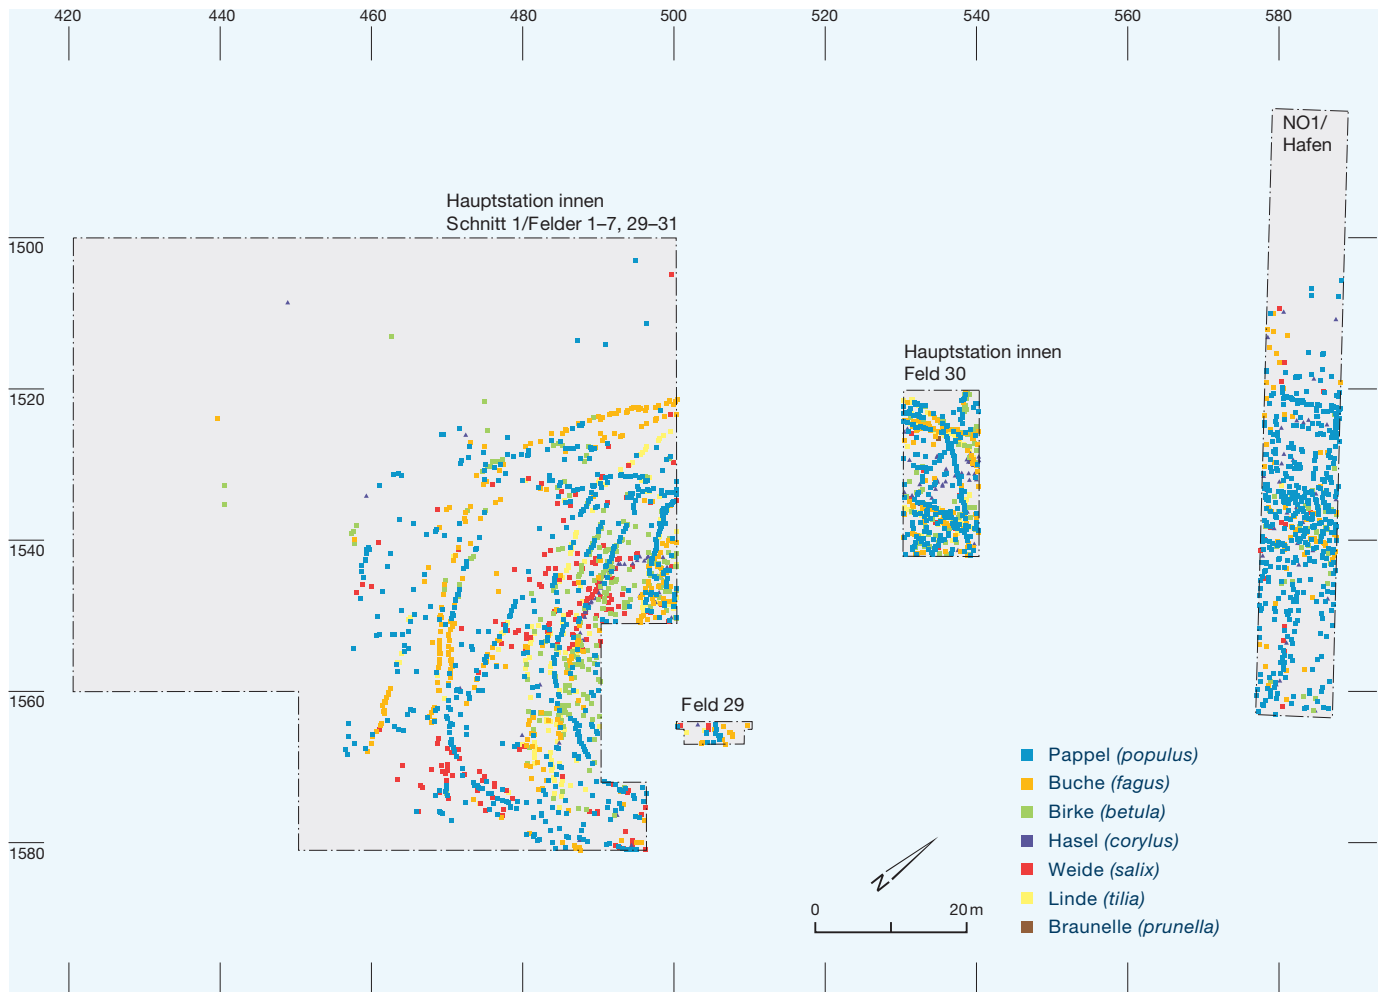 420 440 460 480 500 520 540 560 580
NO1/
Hafen
Hauptstation innen
Schnitt 1/Felder 1–7, 29–31
1500
Hauptstation innen
Feld 30
1520
1540
1560
Feld 29
Pappel (populus)
Buche (fagus)
Birke (betula)
Hasel (corylus)
Weide (salix)
Linde (tilia)
Braunelle (prunella)
1580
N
0 20 m